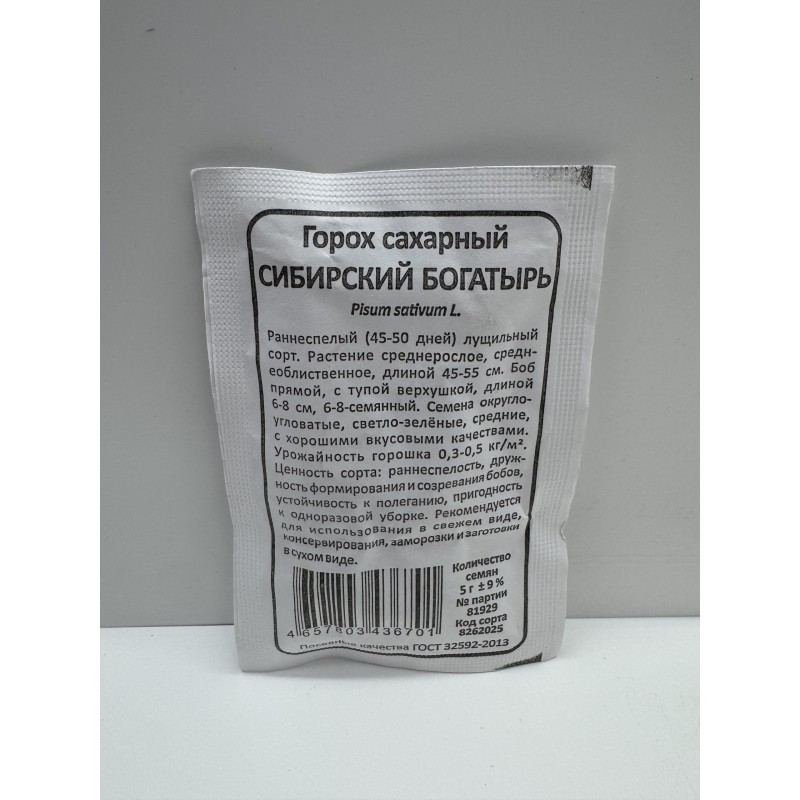 Горох сахарный
СИБИРСКИЙ БОГАТЫРЬ
Pisum sativum L.
Раннеспелый (45-50 дней) лущильный
сорт. Растение среднерослое, средн-
еоблиственное, длиной 45-55 см. Боб
прямой, с тупой верхушкой, длиной
6-8 см, 6-8-семянный. Семена округло-
угловатые, светло-зелёные, средние,
с хорошими вкусовыми качествами.
Урожайность горошка 0,3-0,5 кг/м².
Ценность сорта: раннеспелость, друж-
ность формирования и созревания бобов,
устойчивость к полеганию, пригодность
к одноразовой уборке. Рекомендуется
для использования в свежем виде,
консервирования, заморозки и заготовки
в сухом виде.
Количество
семян
5 г ± 9 %
№ партии
81929
Код сорта
8262025
4 657803 436701
Посевные качества ГОСТ 32592-2013